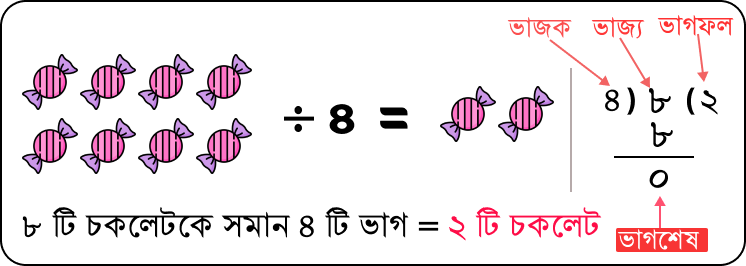 ভাজক ভাজ্য ভাগফল
÷ ৪ =
৪ ) ৮ ( ২
৮
০
৮ টি চকলেটকে সমান ৪ টি ভাগ = ২ টি চকলেট
ভাগশেষ